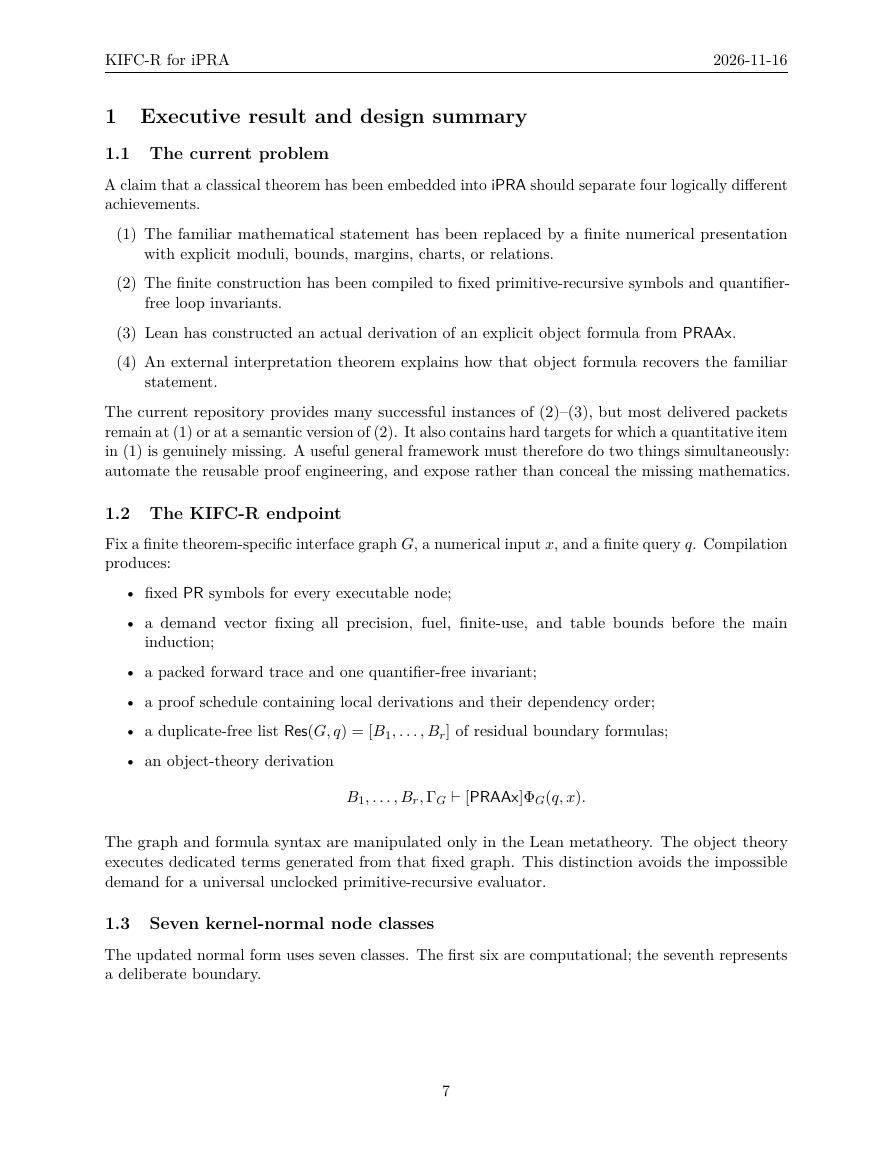 KIFC-R for iPRA 2026-11-16
1 Executive result and design summary
1.1 The current problem
A claim that a classical theorem has been embedded into iPRA should separate four logically different
achievements.
(1) The familiar mathematical statement has been replaced by a finite numerical presentation
with explicit moduli, bounds, margins, charts, or relations.
(2) The finite construction has been compiled to fixed primitive-recursive symbols and quantifier-
free loop invariants.
(3) Lean has constructed an actual derivation of an explicit object formula from PRAAx.
(4) An external interpretation theorem explains how that object formula recovers the familiar
statement.
The current repository provides many successful instances of (2)–(3), but most delivered packets
remain at (1) or at a semantic version of (2). It also contains hard targets for which a quantitative item
in (1) is genuinely missing. A useful general framework must therefore do two things simultaneously:
automate the reusable proof engineering, and expose rather than conceal the missing mathematics.
1.2 The KIFC-R endpoint
Fix a finite theorem-specific interface graph G, a numerical input x, and a finite query q. Compilation
produces:
• fixed PR symbols for every executable node;
• a demand vector fixing all precision, fuel, finite-use, and table bounds before the main
induction;
• a packed forward trace and one quantifier-free invariant;
• a proof schedule containing local derivations and their dependency order;
• a duplicate-free list Res(G, q) = [B₁, . . . , Bᵣ] of residual boundary formulas;
• an object-theory derivation
B₁, . . . , Bᵣ, Γ_G ⊢ [PRAAx]Φ_G(q, x).
The graph and formula syntax are manipulated only in the Lean metatheory. The object theory
executes dedicated terms generated from that fixed graph. This distinction avoids the impossible
demand for a universal unclocked primitive-recursive evaluator.
1.3 Seven kernel-normal node classes
The updated normal form uses seven classes. The first six are computational; the seventh represents
a deliberate boundary.
7